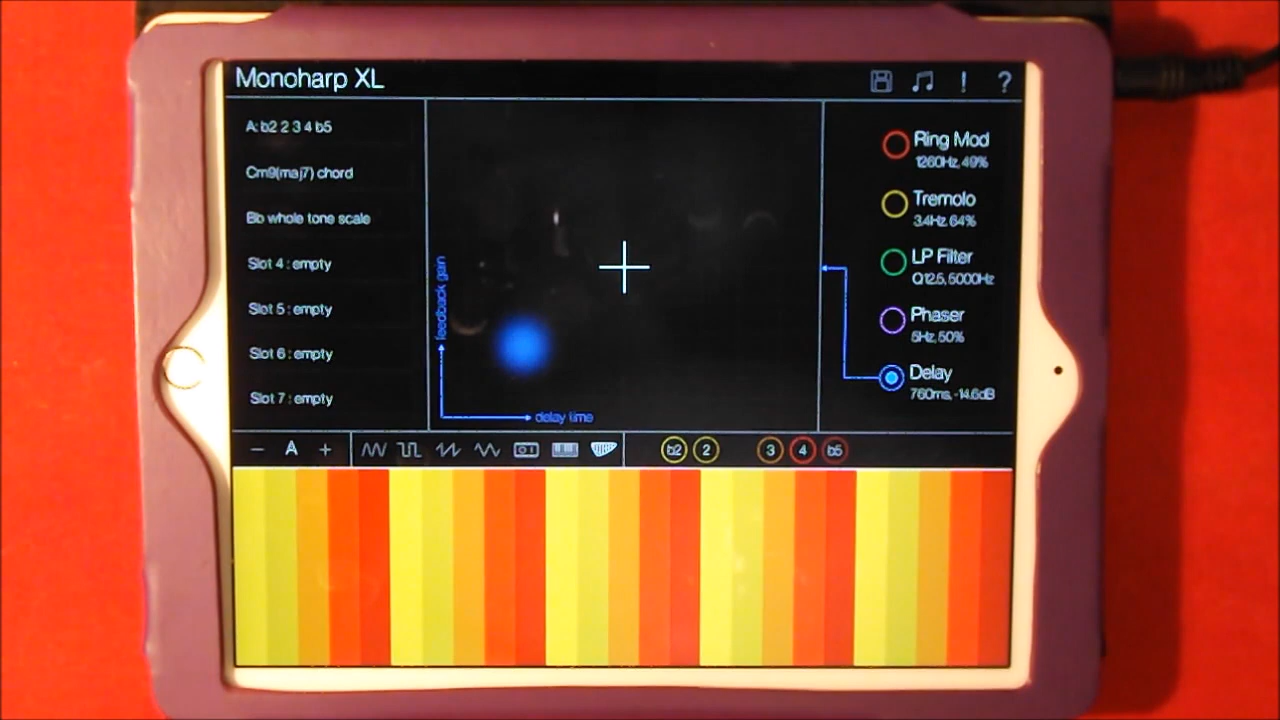 Monoharp XL ! ?
A: b2 2 3 4 b5
Cm9(maj7) chord
Bb whole tone scale
Slot 4 : empty
Slot 5 : empty
Slot 6 : empty
Slot 7 : empty
feedback gain
delay time
Ring Mod
1260Hz, 49%
Tremolo
3.4Hz, 64%
LP Filter
Q12.5, 5000Hz
Phaser
5Hz, 50%
Delay
760ms, -14.6dB
− A + b2 2 3 4 b5